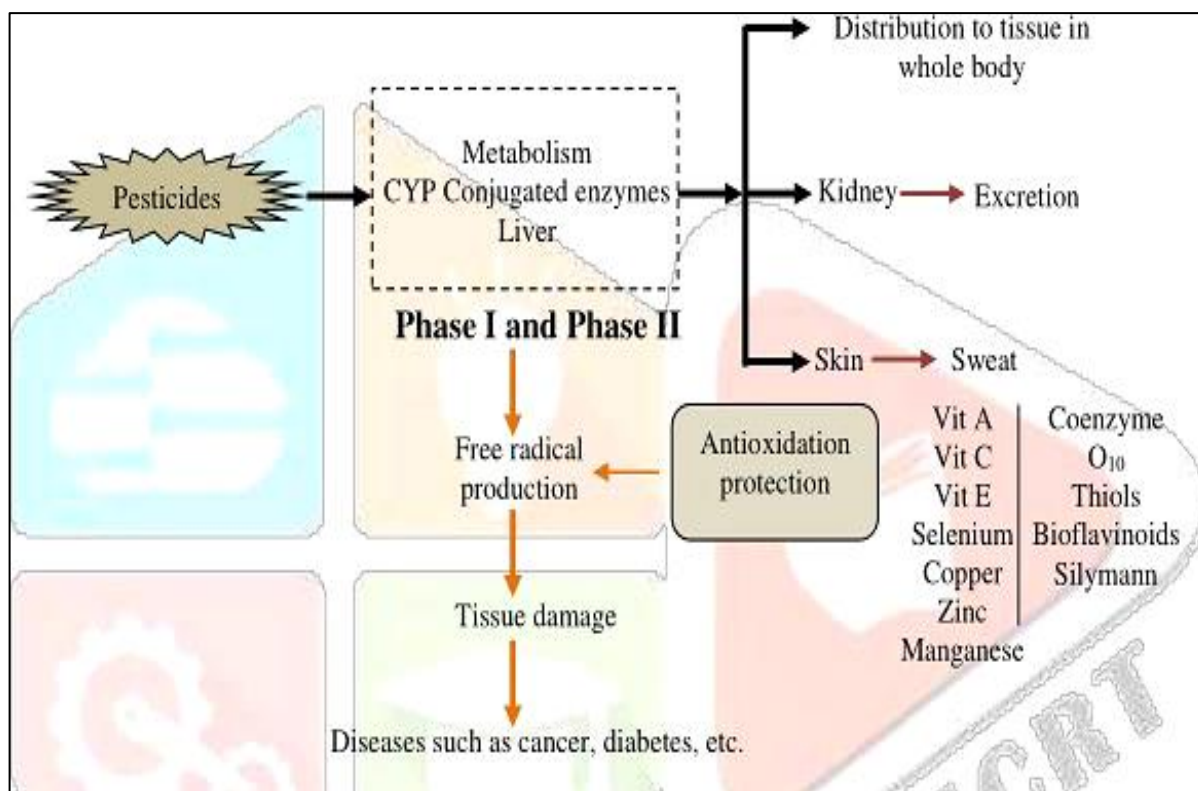 Distribution to tissue in
whole body
Pesticides
Metabolism
CYP Conjugated enzymes
Liver
Kidney
Excretion
Phase I and Phase II
Skin
Sweat
Free radical
production
Antioxidation
protection
Vit A
Vit C
Vit E
Selenium
Copper
Zinc
Manganese
Coenzyme
O₁₀
Thiols
Bioflavinoids
Silymann
Tissue damage
Diseases such as cancer, diabetes, etc.
CRT